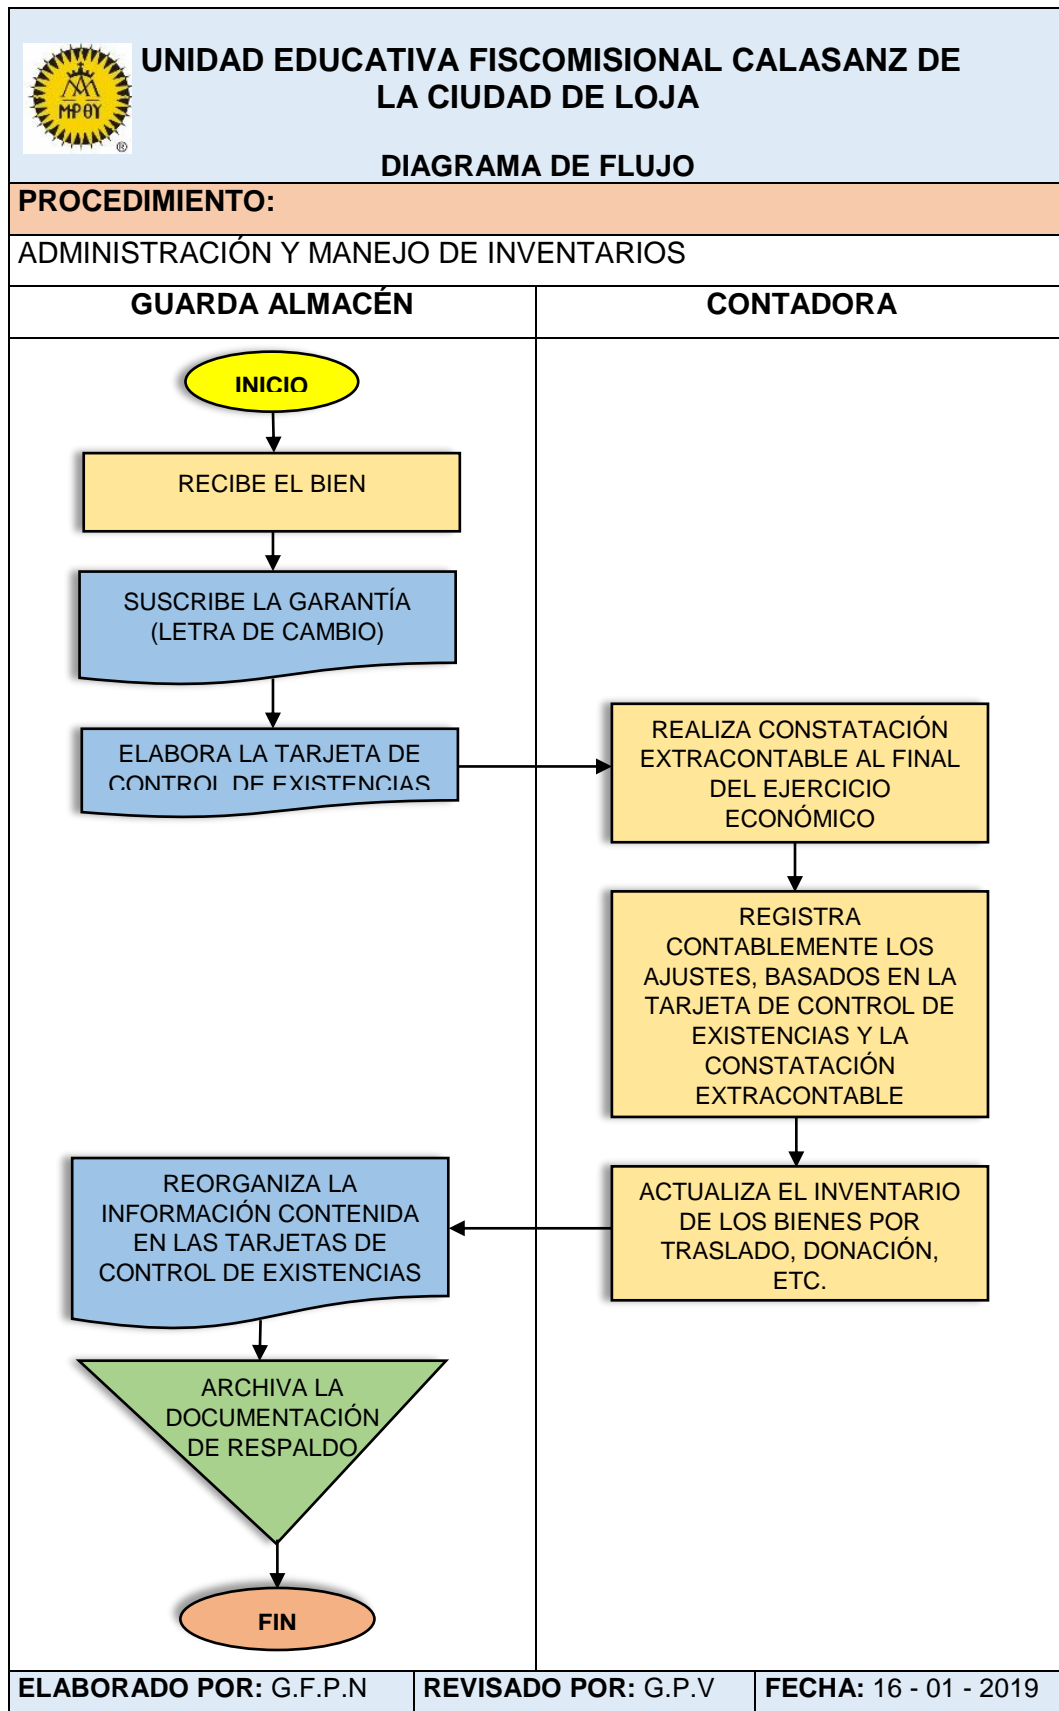 UNIDAD EDUCATIVA FISCOMISIONAL CALASANZ DE
LA CIUDAD DE LOJA
MP ΘY
®
DIAGRAMA DE FLUJO
PROCEDIMIENTO:
ADMINISTRACIÓN Y MANEJO DE INVENTARIOS
GUARDA ALMACÉN
CONTADORA
INICIO
RECIBE EL BIEN
SUSCRIBE LA GARANTÍA
(LETRA DE CAMBIO)
ELABORA LA TARJETA DE
CONTROL DE EXISTENCIAS
REALIZA CONSTATACIÓN
EXTRACONTABLE AL FINAL
DEL EJERCICIO
ECONÓMICO
REGISTRA
CONTABLEMENTE LOS
AJUSTES, BASADOS EN LA
TARJETA DE CONTROL DE
EXISTENCIAS Y LA
CONSTATACIÓN
EXTRACONTABLE
ACTUALIZA EL INVENTARIO
DE LOS BIENES POR
TRASLADO, DONACIÓN,
ETC.
REORGANIZA LA
INFORMACIÓN CONTENIDA
EN LAS TARJETAS DE
CONTROL DE EXISTENCIAS
ARCHIVA LA
DOCUMENTACIÓN
DE RESPALDO
FIN
ELABORADO POR: G.F.P.N
REVISADO POR: G.P.V
FECHA: 16 - 01 - 2019